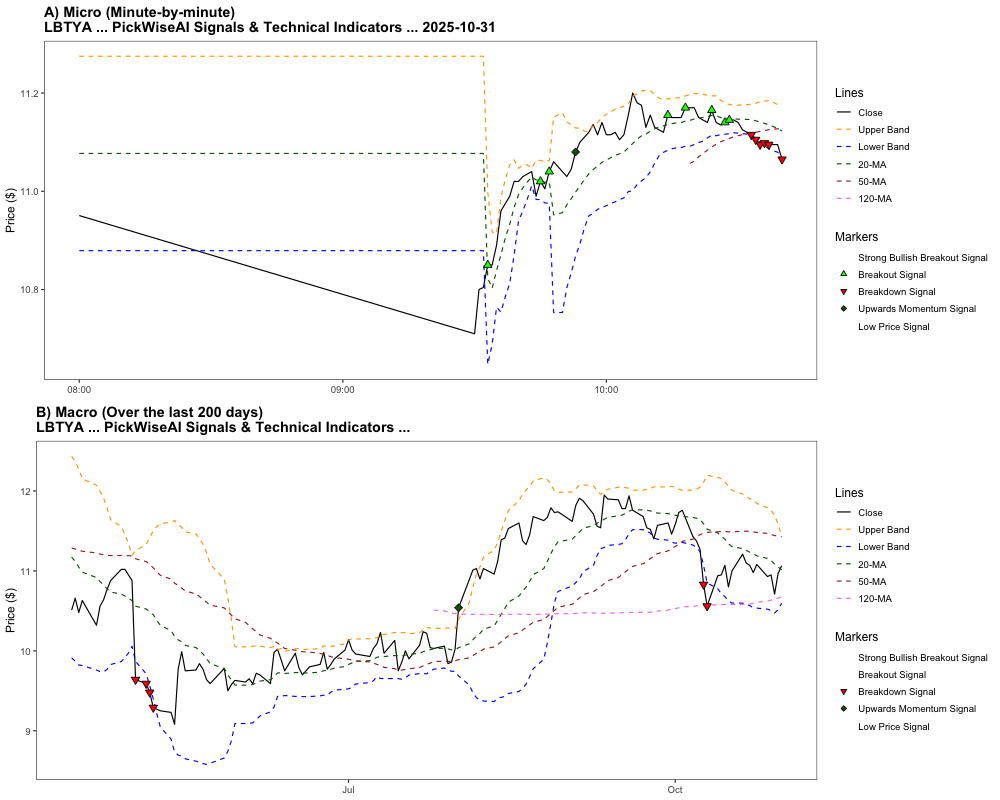 A) Micro (Minute-by-minute)
LBTYA ... PickWiseAI Signals & Technical Indicators ... 2025-10-31
Price ($)
11.2
11.0
10.8
08:00
09:00
10:00
Lines
Close
Upper Band
Lower Band
20-MA
50-MA
120-MA
Markers
Strong Bullish Breakout Signal
Breakout Signal
Breakdown Signal
Upwards Momentum Signal
Low Price Signal
B) Macro (Over the last 200 days)
LBTYA ... PickWiseAI Signals & Technical Indicators ...
Price ($)
12
11
10
9
Jul
Oct
Lines
Close
Upper Band
Lower Band
20-MA
50-MA
120-MA
Markers
Strong Bullish Breakout Signal
Breakout Signal
Breakdown Signal
Upwards Momentum Signal
Low Price Signal